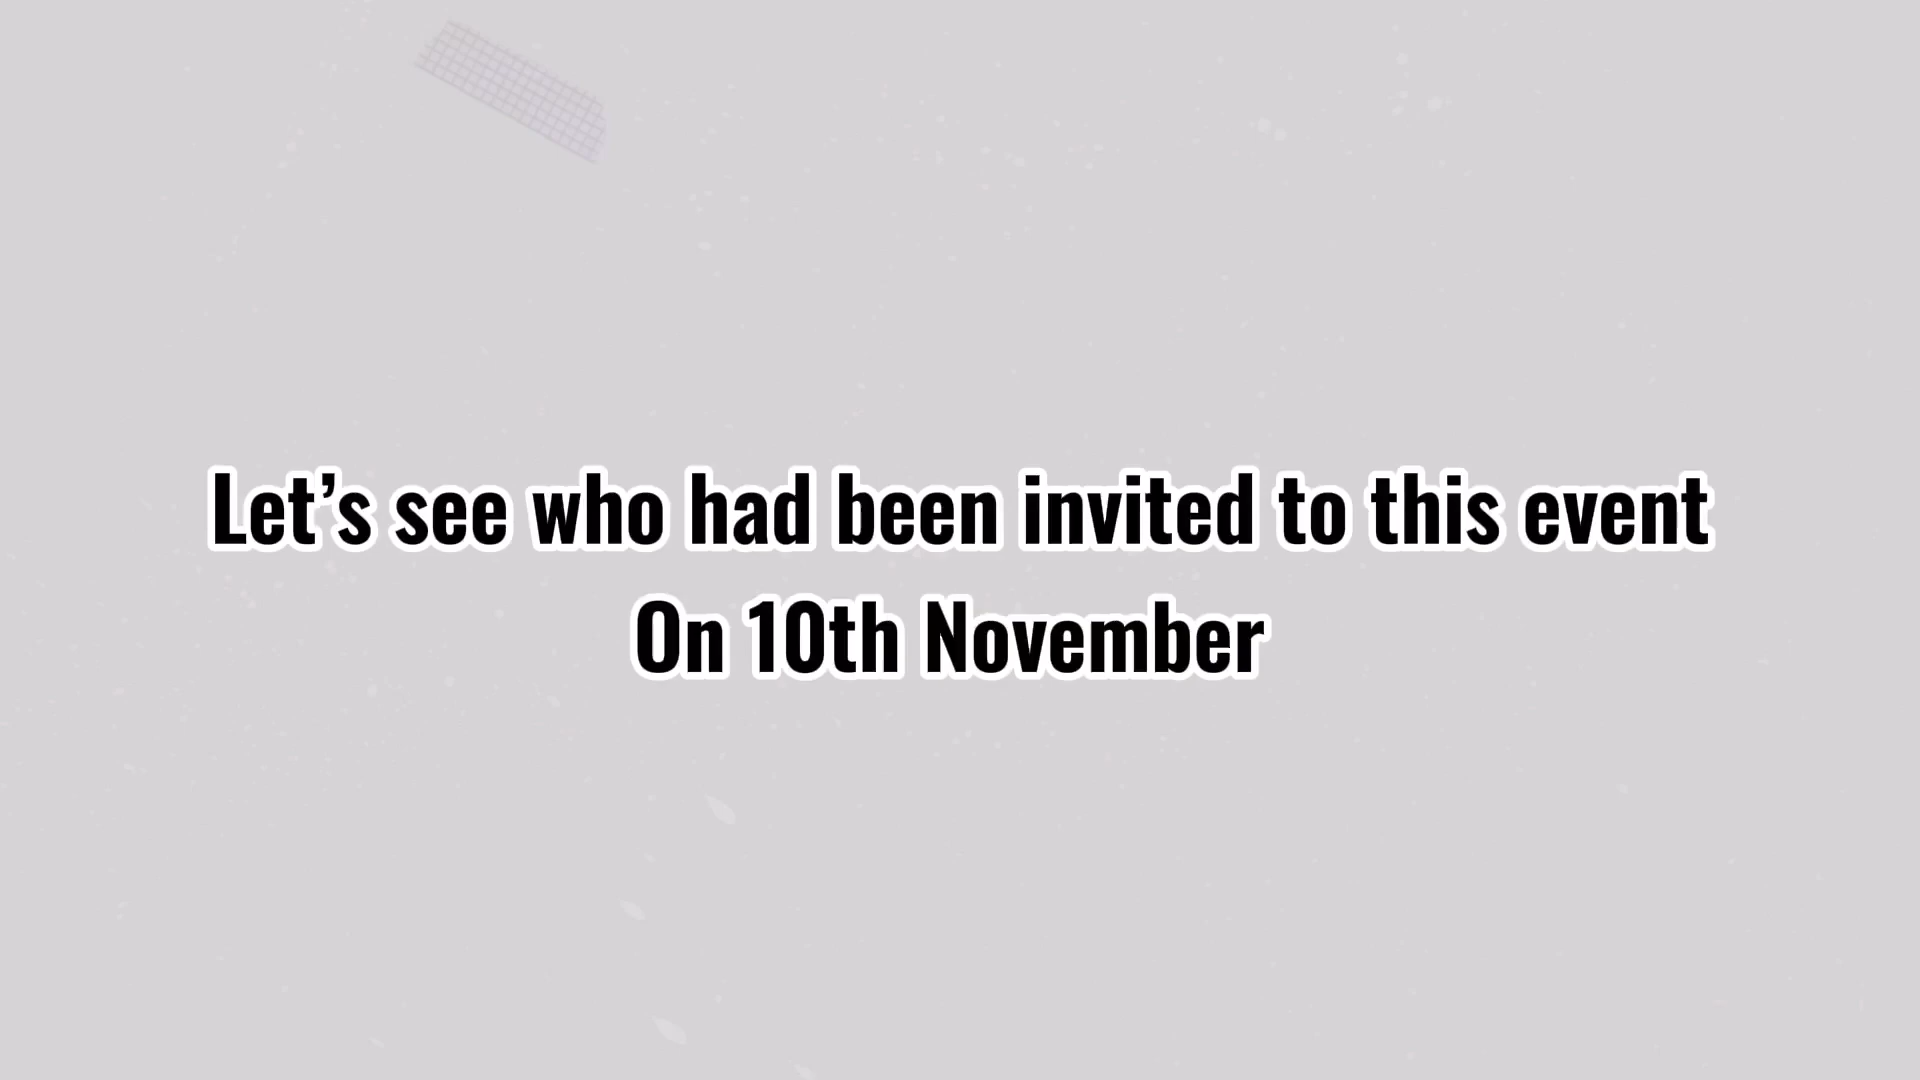 Let’s see who had been invited to this event
On 10th November